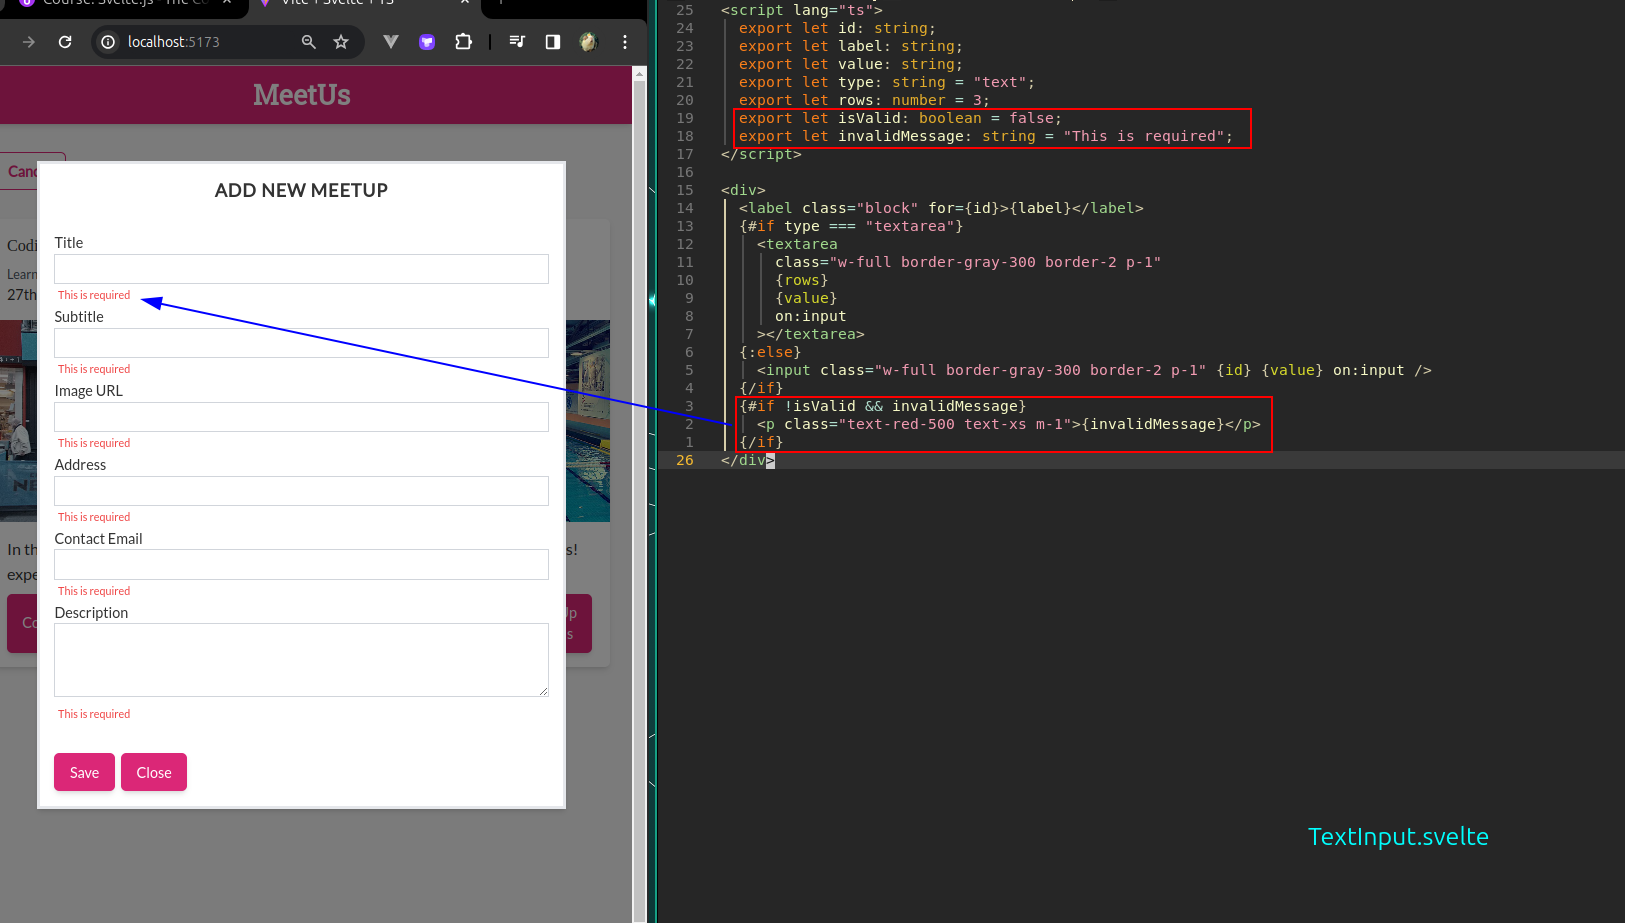 Course: Svelte.js - The Co
Vite + Svelte + TS
localhost:5173
MeetUs
Canc
ADD NEW MEETUP
Codi
Learn
27th
Title
This is required
Subtitle
This is required
Image URL
This is required
Address
This is required
Contact Email
This is required
Description
This is required
Save Close
In th
s!
expe
Co
Up
s
NE
25 <script lang="ts">
24 export let id: string;
23 export let label: string;
22 export let value: string;
21 export let type: string = "text";
20 export let rows: number = 3;
19 export let isValid: boolean = false;
18 export let invalidMessage: string = "This is required";
17 </script>
16
15 <div>
14 <label class="block" for={id}>{label}</label>
13 {#if type === "textarea"}
12 <textarea
11 class="w-full border-gray-300 border-2 p-1"
10 {rows}
9 {value}
8 on:input
7 ></textarea>
6 {:else}
5 <input class="w-full border-gray-300 border-2 p-1" {id} {value} on:input />
4 {/if}
3 {#if !isValid && invalidMessage}
2 <p class="text-red-500 text-xs m-1">{invalidMessage}</p>
1 {/if}
26 </div>
TextInput.svelte